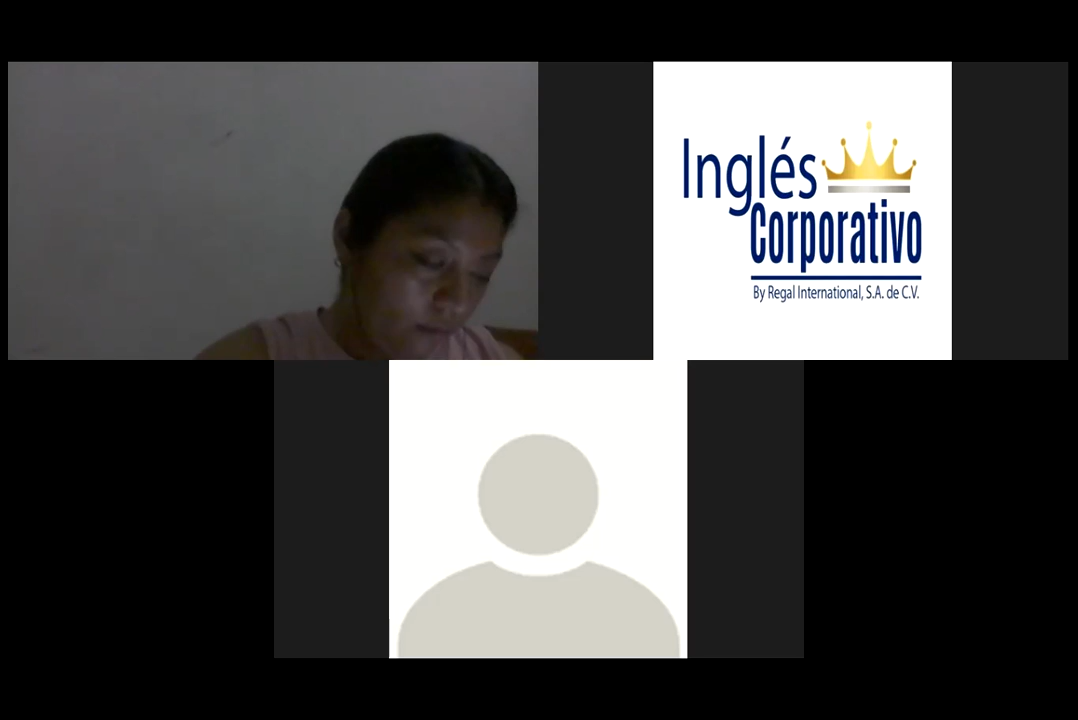 Inglés
Corporativo
By Regal International, S.A. de C.V.